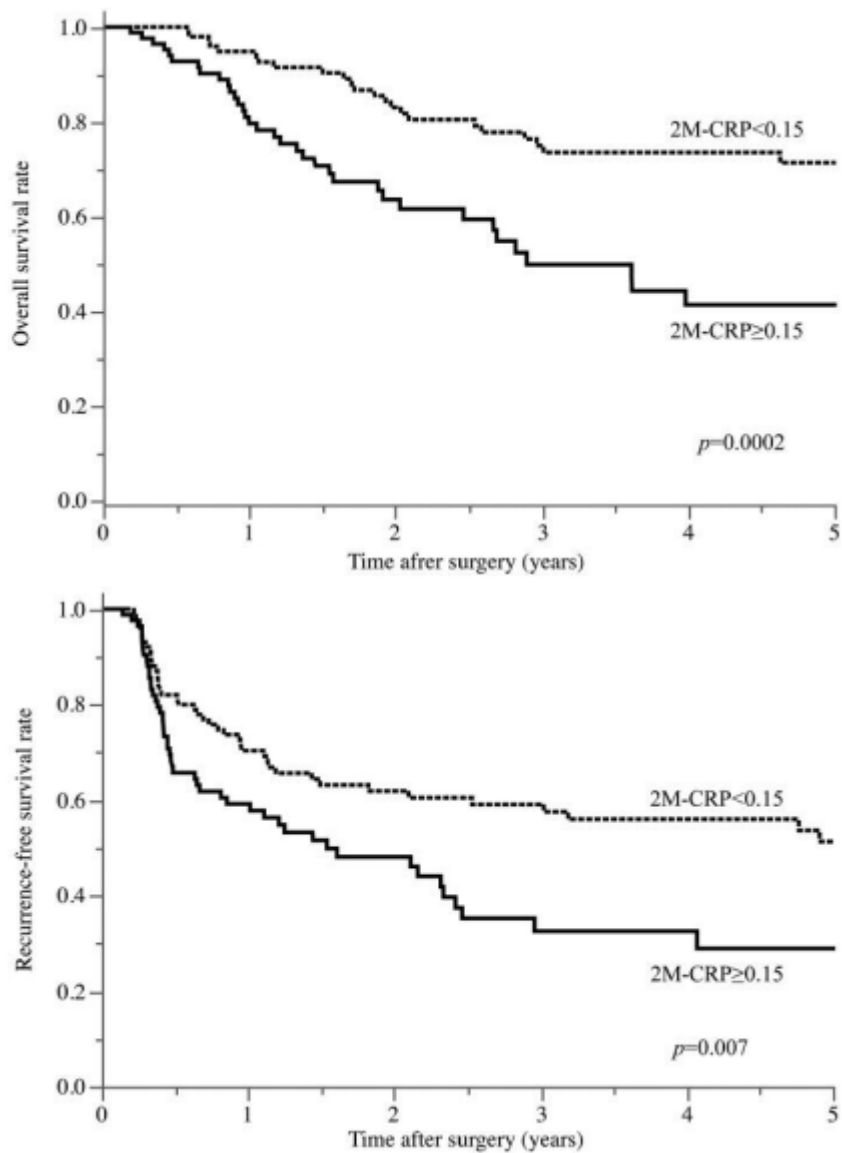 1.0
0.8
0.6
0.4
0.2
0.0
Overall survival rate
2M-CRP<0.15
2M-CRP≥0.15
p=0.0002
0 1 2 3 4 5
Time afrer surgery (years)
1.0
0.8
0.6
0.4
0.2
0.0
Recurrence-free survival rate
2M-CRP<0.15
2M-CRP≥0.15
p=0.007
0 1 2 3 4 5
Time after surgery (years)